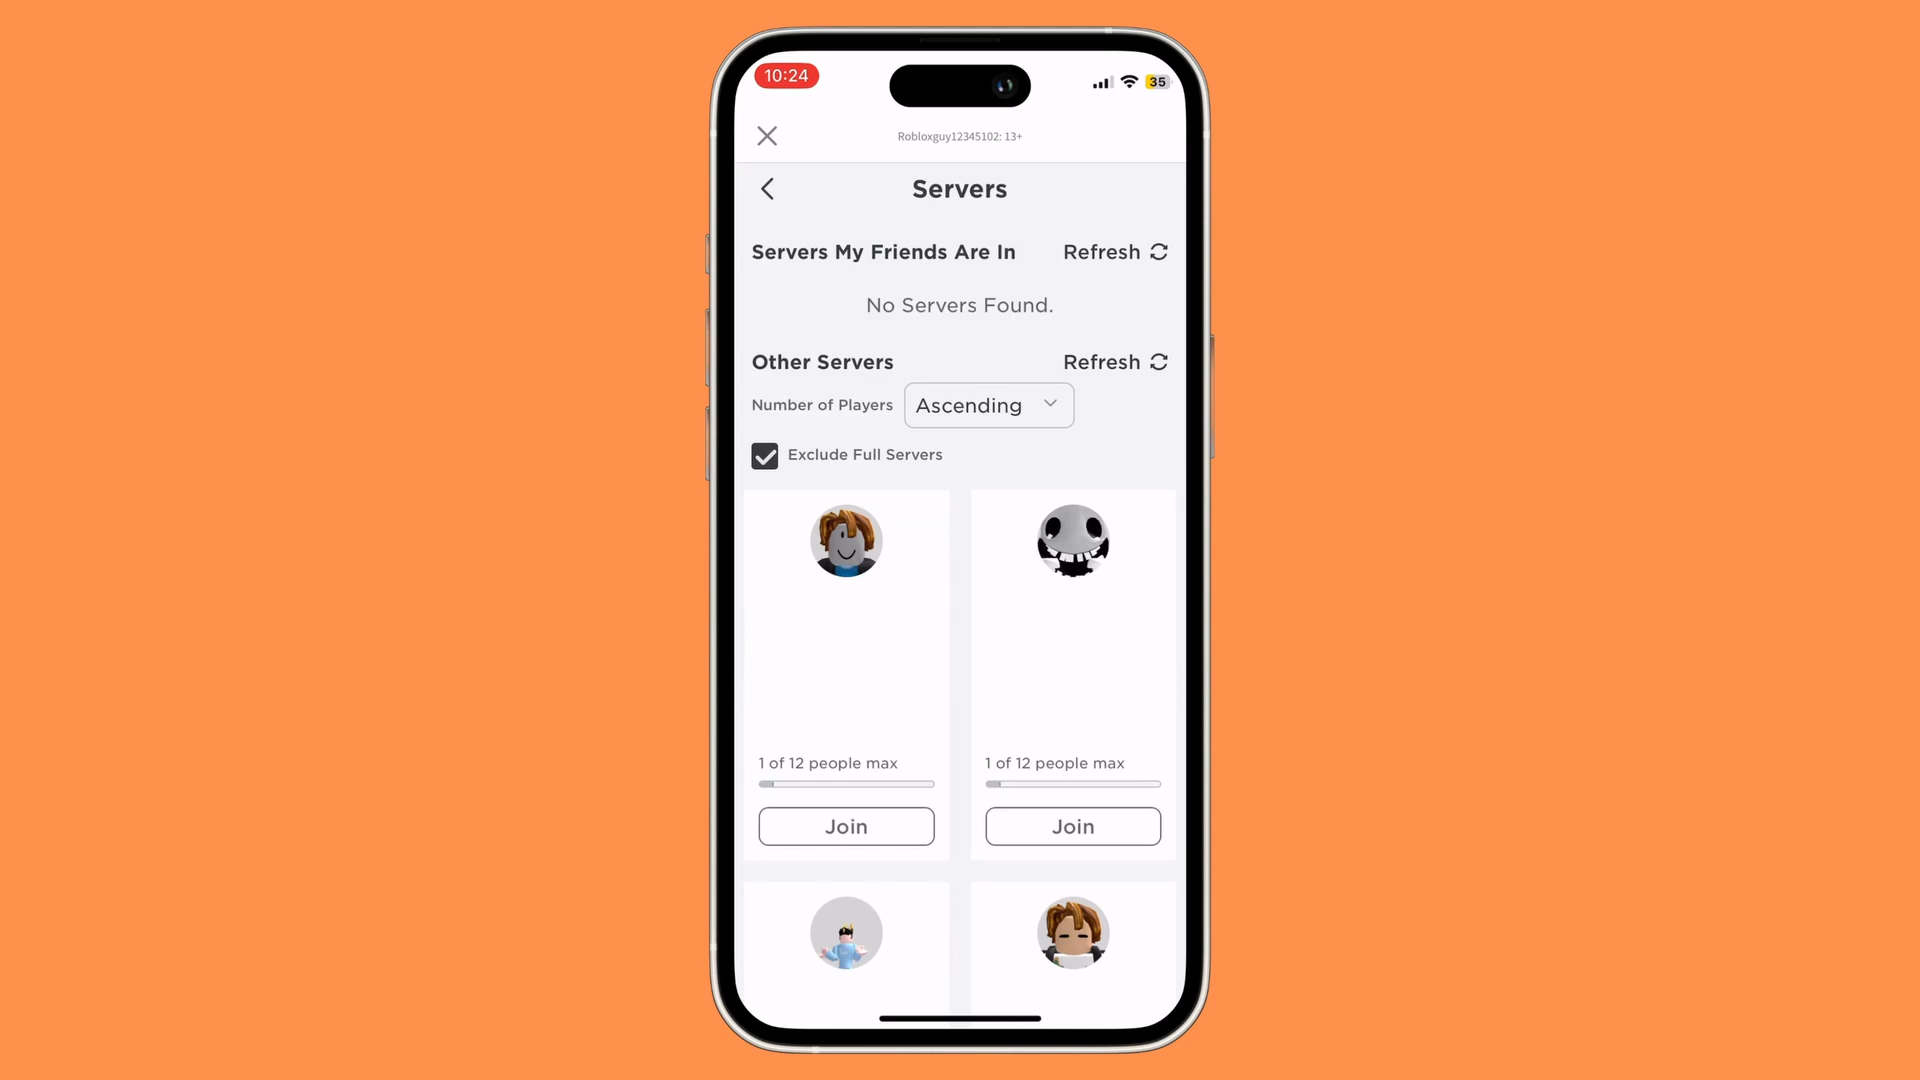 10:24
35
Robloxguy12345102: 13+
Servers
Servers My Friends Are In
Refresh
No Servers Found.
Other Servers
Refresh
Number of Players
Ascending
Exclude Full Servers
1 of 12 people max
1 of 12 people max
Join
Join